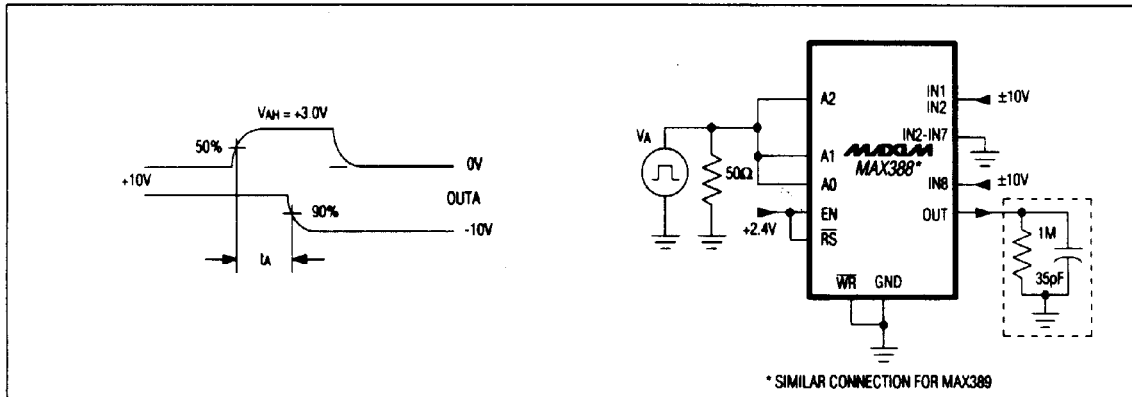 VAH = +3.0V
50%
0V
+10V
OUTA
90%
-10V
tA
VA
50Ω
+2.4V
A2
A1
A0
EN
RS
WR
GND
MAXIM
MAX388*
IN1
IN2
IN2-IN7
IN8
OUT
±10V
±10V
1M
35pF
* SIMILAR CONNECTION FOR MAX389